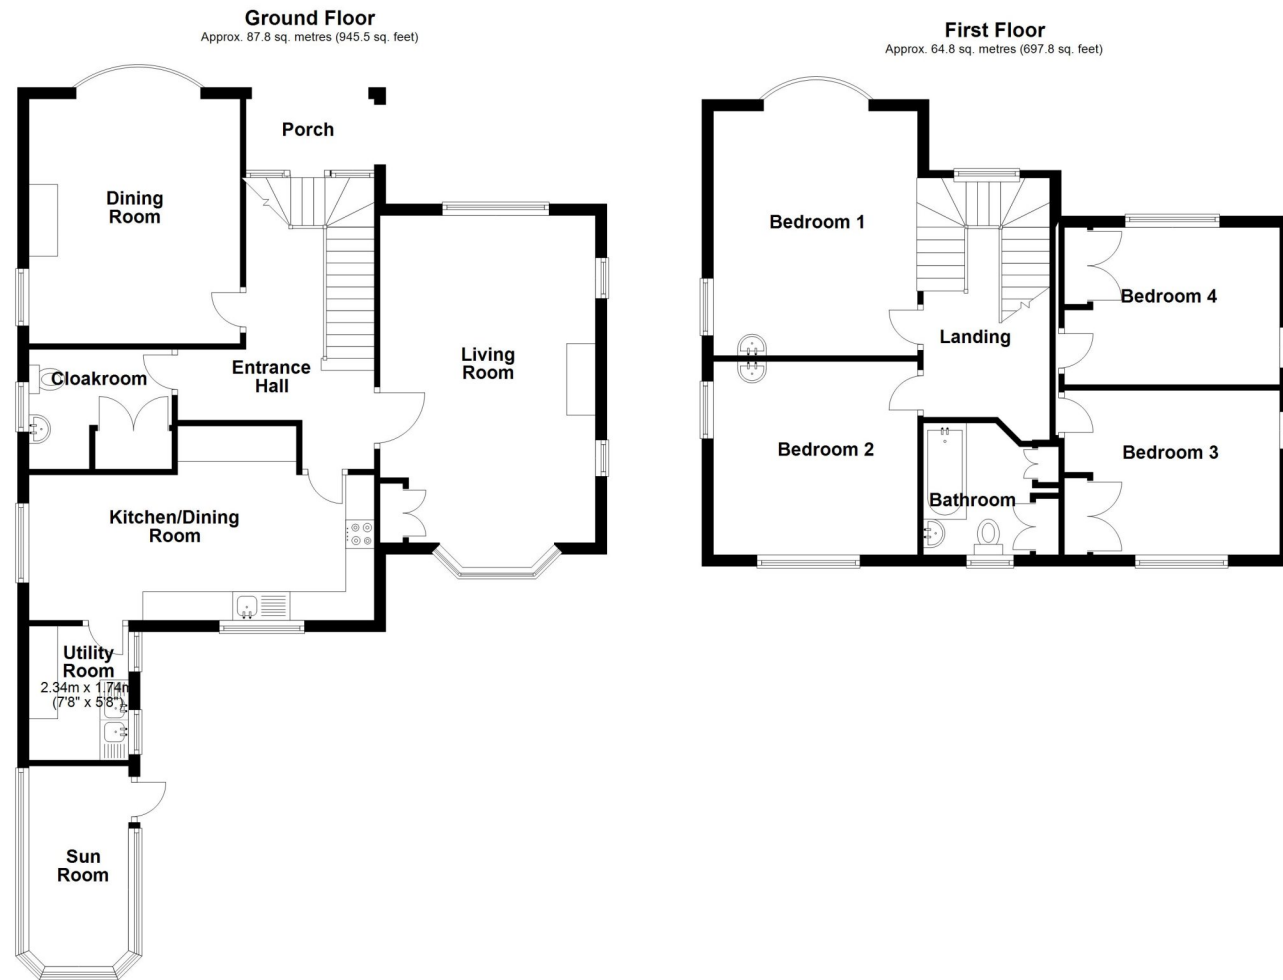 Ground Floor
Approx. 87.8 sq. metres (945.5 sq. feet)
Porch
Dining
Room
Living
Room
Cloakroom
Entrance
Hall
Kitchen/Dining
Room
Utility
Room
2.34m x 1.74m
(7'8" x 5'8")
Sun
Room
First Floor
Approx. 64.8 sq. metres (697.8 sq. feet)
Bedroom 1
Bedroom 4
Landing
Bedroom 2
Bedroom 3
Bathroom